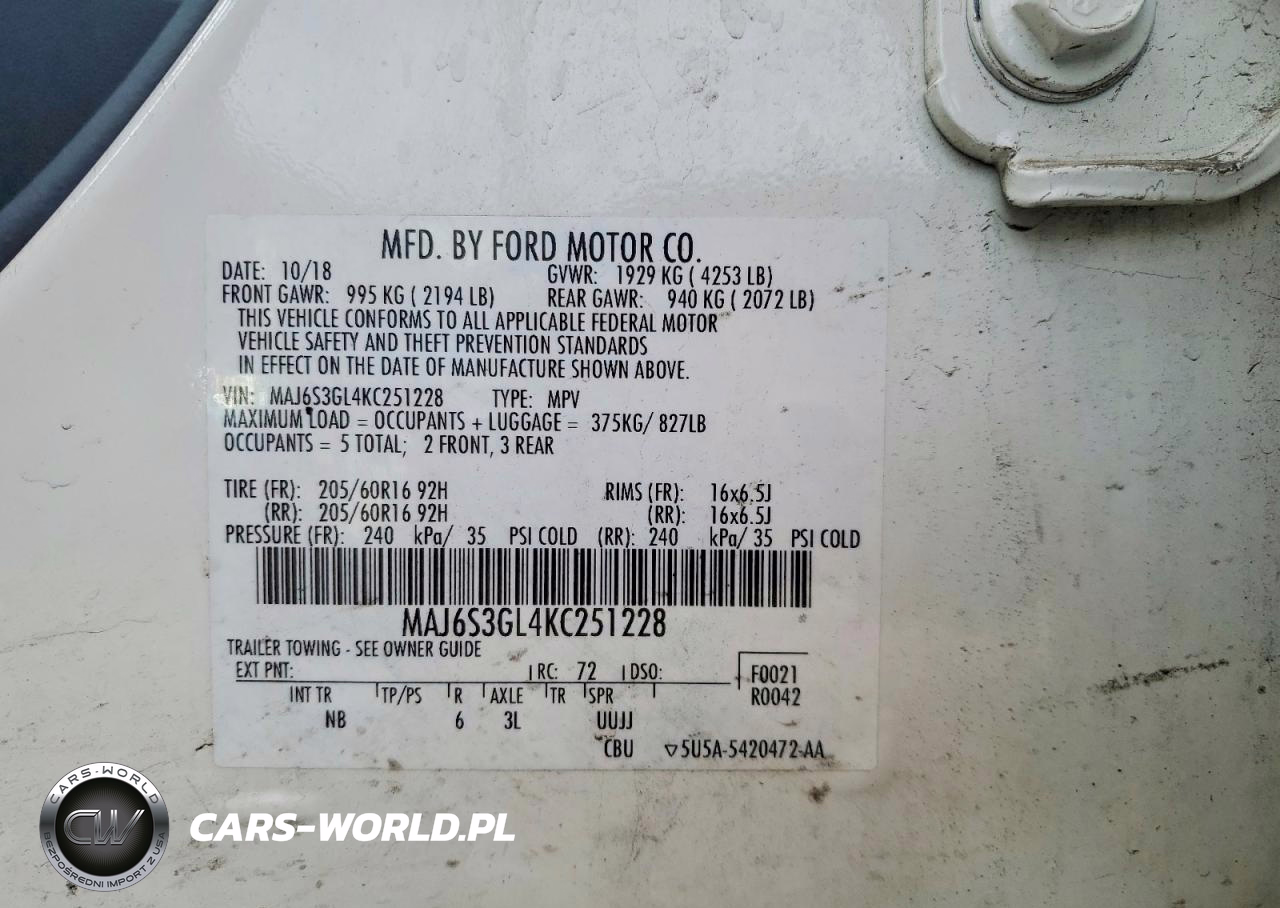 MFD. BY FORD MOTOR CO.
DATE: 10/18 GVWR: 1929 KG ( 4253 LB)
FRONT GAWR: 995 KG ( 2194 LB) REAR GAWR: 940 KG ( 2072 LB)
THIS VEHICLE CONFORMS TO ALL APPLICABLE FEDERAL MOTOR
VEHICLE SAFETY AND THEFT PREVENTION STANDARDS
IN EFFECT ON THE DATE OF MANUFACTURE SHOWN ABOVE.
VIN: MAJ6S3GL4KC251228 TYPE: MPV
MAXIMUM LOAD = OCCUPANTS + LUGGAGE = 375KG/ 827LB
OCCUPANTS = 5 TOTAL; 2 FRONT, 3 REAR
TIRE (FR): 205/60R16 92H RIMS (FR): 16x6.5J
(RR): 205/60R16 92H (RR): 16x6.5J
PRESSURE (FR): 240 kPa/ 35 PSI COLD (RR): 240 kPa/ 35 PSI COLD
MAJ6S3GL4KC251228
TRAILER TOWING - SEE OWNER GUIDE
EXT PNT: RC: 72 DSO: F0021
INT TR TP/PS R AXLE TR SPR R0042
NB 6 3L UUJJ
CBU ▽5U5A-5420472-AA
CARS-WORLD
CW
BEZPOŚREDNI IMPORT Z USA
CARS-WORLD.PL